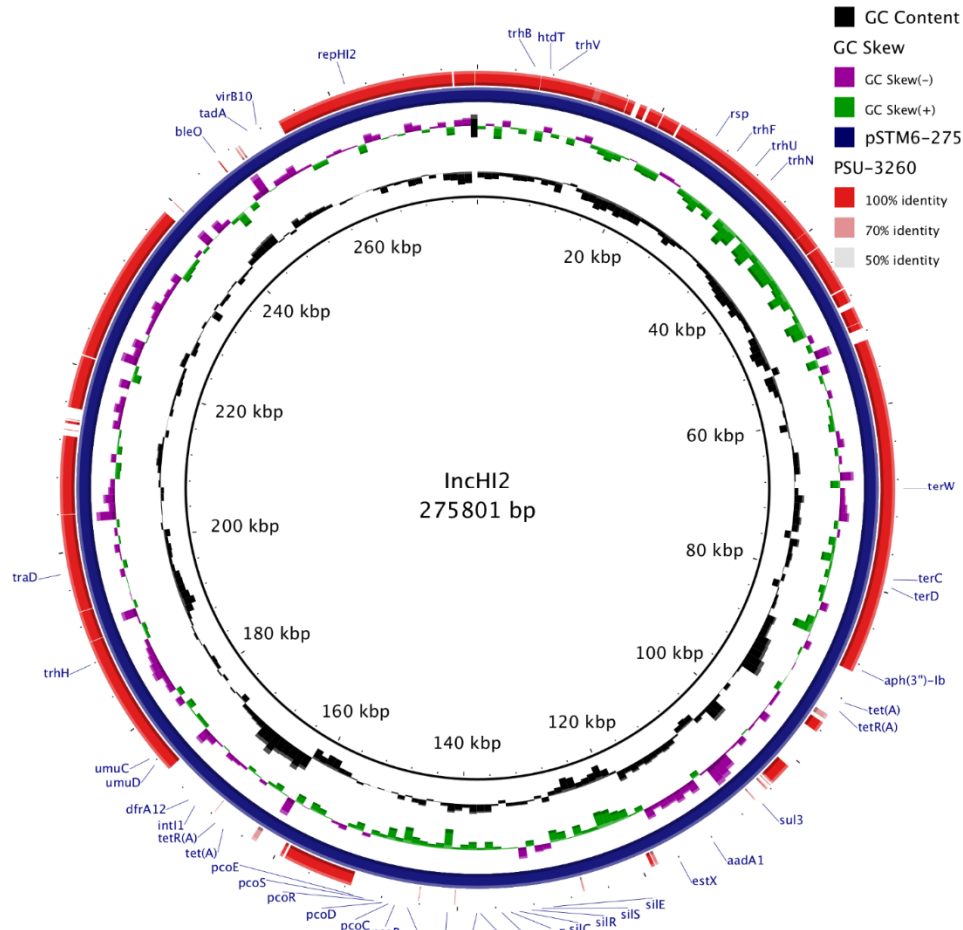 GC Content
GC Skew
GC Skew(-)
GC Skew(+)
pSTM6-275
PSU-3260
100% identity
70% identity
50% identity
trhB
htdT
trhV
repHI2
virB10
tadA
bleO
rsp
trhF
trhU
trhN
260 kbp
20 kbp
240 kbp
40 kbp
220 kbp
60 kbp
IncHI2
275801 bp
terW
200 kbp
80 kbp
traD
terC
terD
180 kbp
100 kbp
trhH
aph(3")-Ib
tet(A)
tetR(A)
160 kbp
120 kbp
140 kbp
umuC
umuD
dfrA12
intI1
tetR(A)
tet(A)
sul3
aadA1
estX
pcoE
pcoS
pcoR
pcoD
pcoC
silE
silS
silR
silC